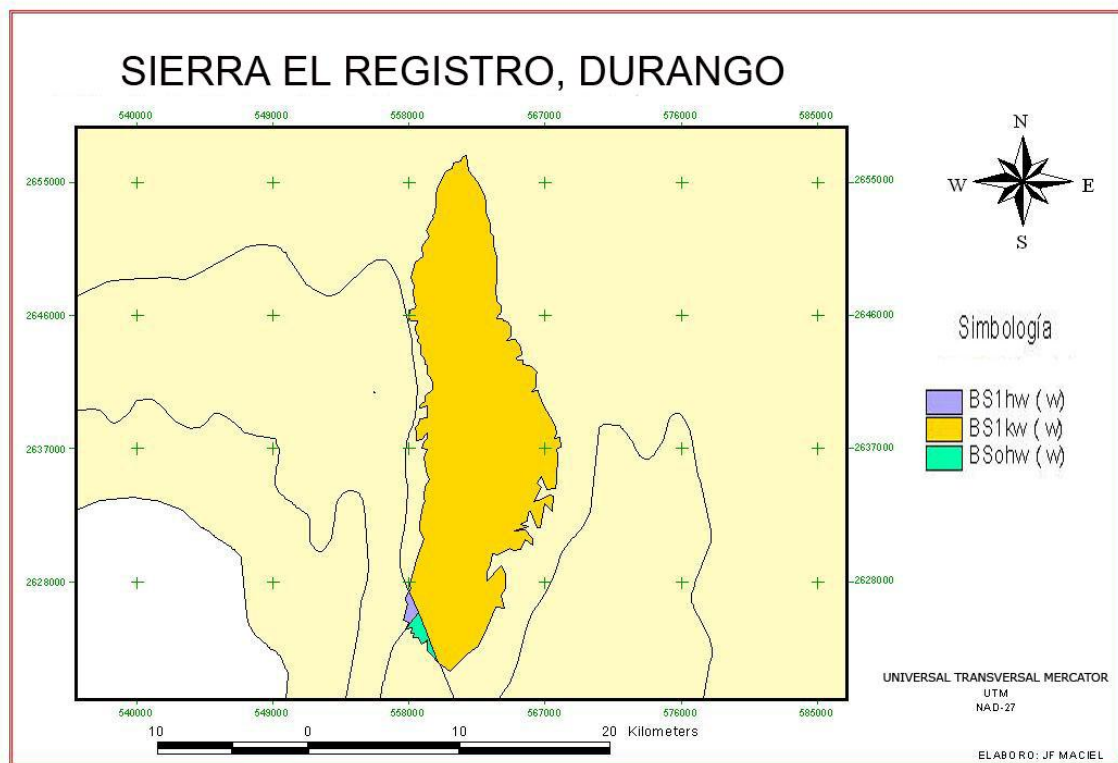 SIERRA EL REGISTRO, DURANGO
540000 549000 558000 567000 576000 585000
N
W E
S
2655000 2655000
2646000 2646000
Simbología
BS1hw ( w)
BS1kw ( w)
BSohw ( w)
2637000 2637000
2628000 2628000
UNIVERSAL TRANSVERSAL MERCATOR
UTM
NAD-27
540000 549000 558000 567000 576000 585000
10 0 10 20 Kilometers
ELABORO: JF MACIEL